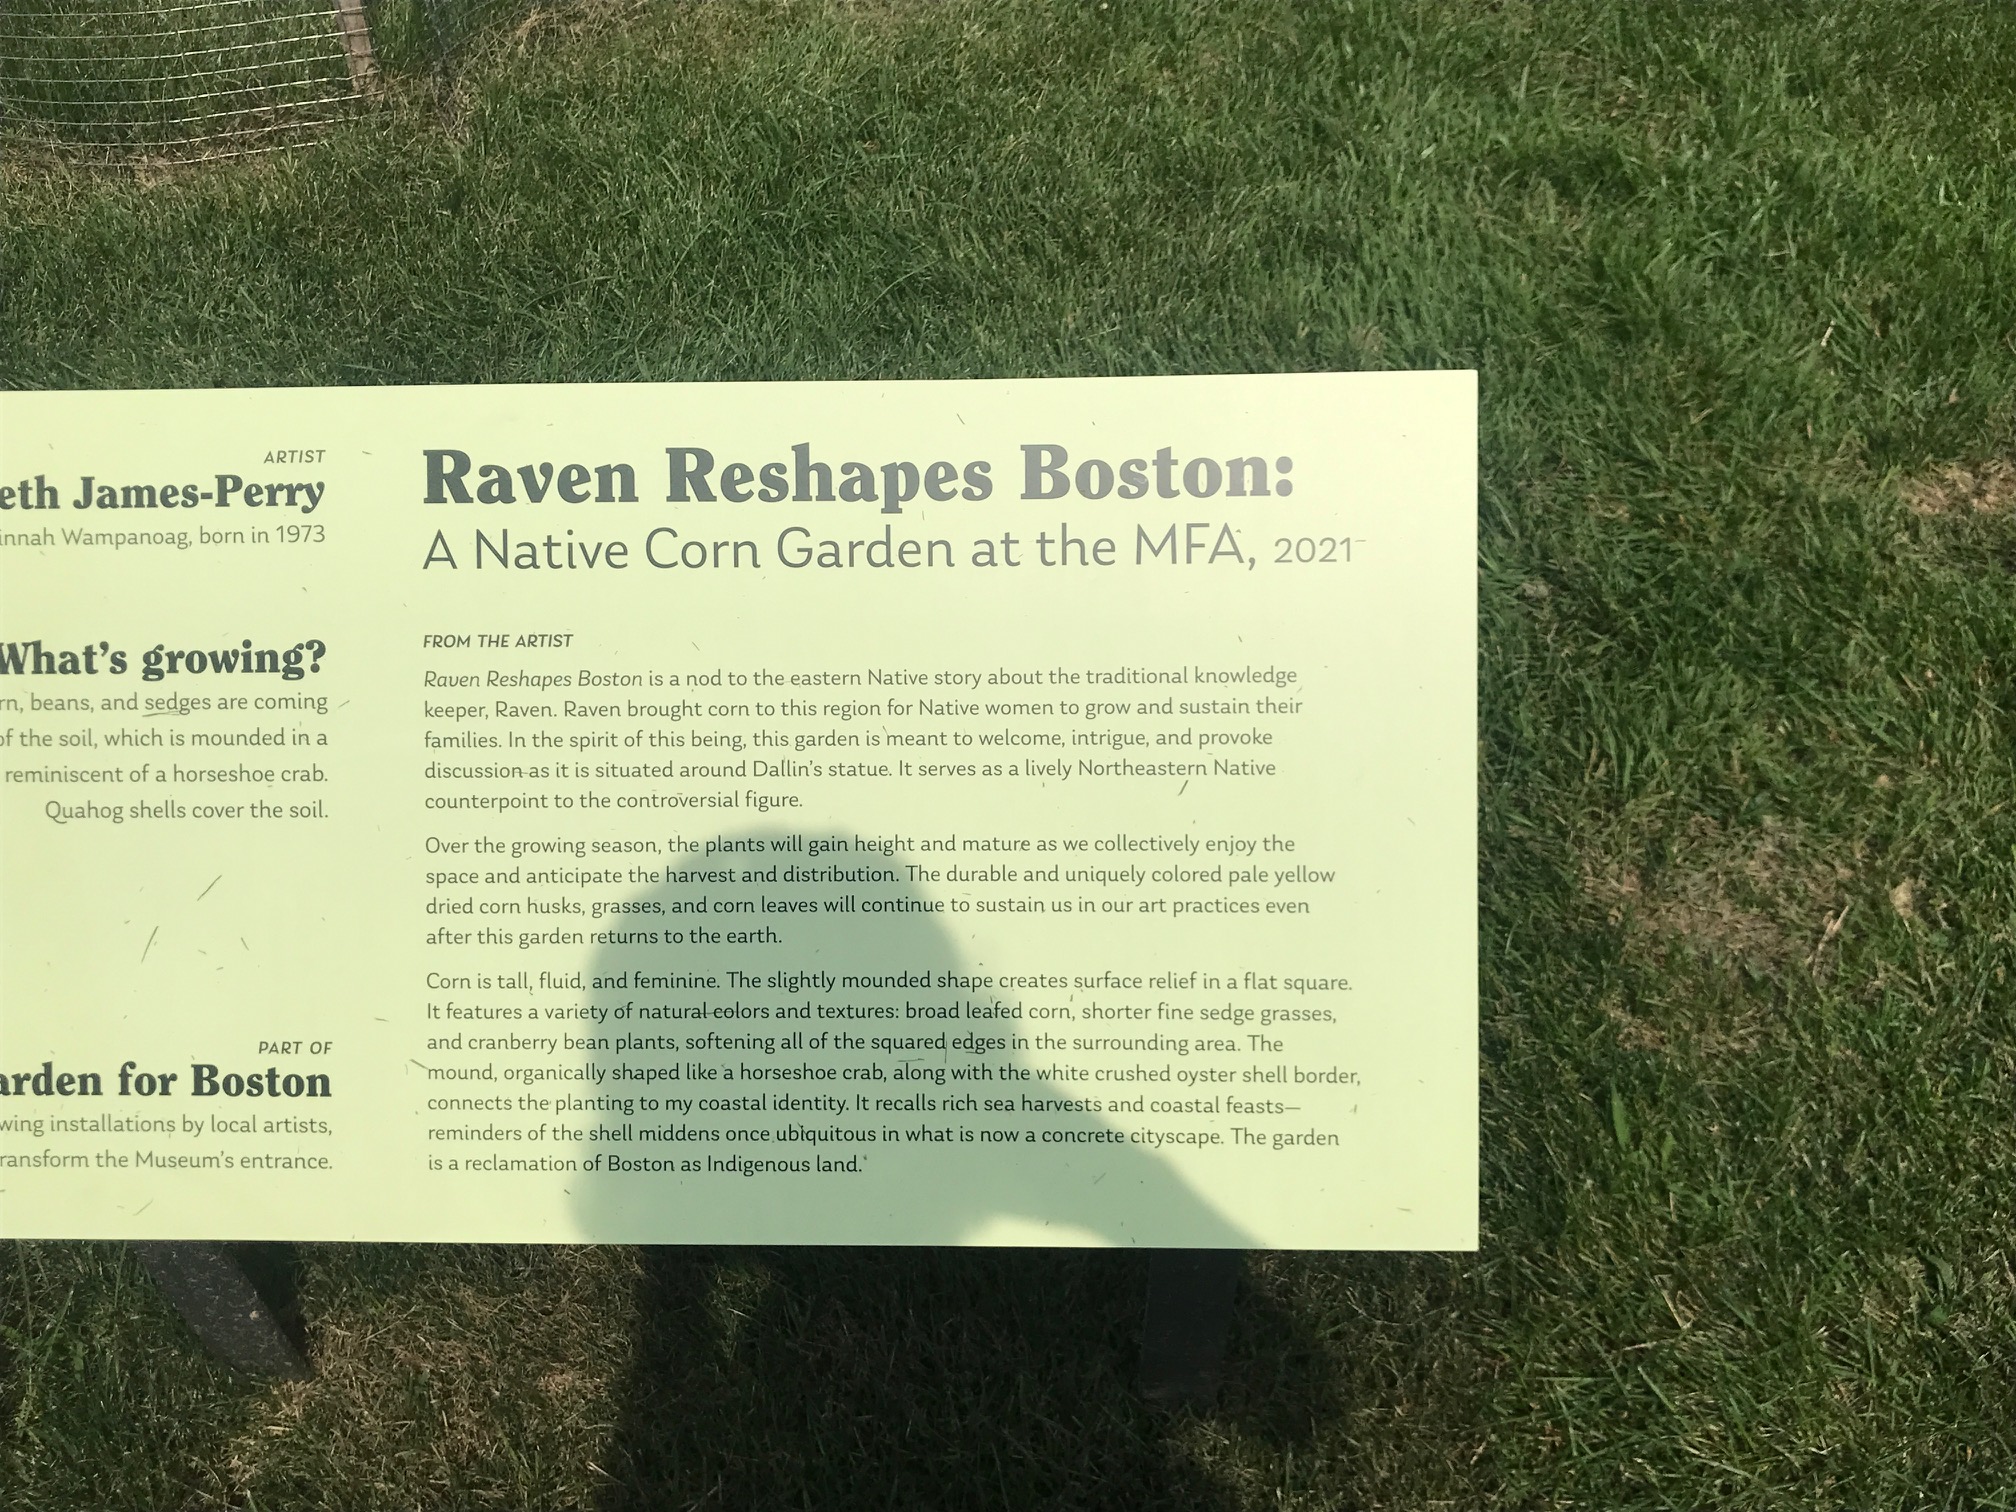 ARTIST
James-Perry
Wampanoag, born in 1973
What's growing?
beans, and sedges are coming
of the soil, which is mounded in a
reminiscent of a horseshoe crab.
Quahog shells cover the soil.
PART OF
for Boston
installations by local artists,
the Museum's entrance.
Raven Reshapes Boston:
A Native Corn Garden at the MFA, 2021
FROM THE ARTIST
Raven Reshapes Boston is a nod to the eastern Native story about the traditional knowledge
keeper, Raven. Raven brought corn to this region for Native women to grow and sustain their
families. In the spirit of this being, this garden is meant to welcome, intrigue, and provoke
discussion as it is situated around Dallin's statue. It serves as a lively Northeastern Native
counterpoint to the controversial figure.
Over the growing season, the plants will gain height and mature as we collectively enjoy the
space and anticipate the harvest and distribution. The durable and uniquely colored pale yellow
dried corn husks, grasses, and corn leaves will continue to sustain us in our art practices even
after this garden returns to the earth.
Corn is tall, fluid, and feminine. The slightly mounded shape creates surface relief in a flat square.
It features a variety of natural colors and textures: broad leafed corn, shorter fine sedge grasses,
and cranberry bean plants, softening all of the squared edges in the surrounding area. The
mound, organically shaped like a horseshoe crab, along with the white crushed oyster shell border,
connects the planting to my coastal identity. It recalls rich sea harvests and coastal feasts—
reminders of the shell middens once ubiquitous in what is now a concrete cityscape. The garden
is a reclamation of Boston as Indigenous land.